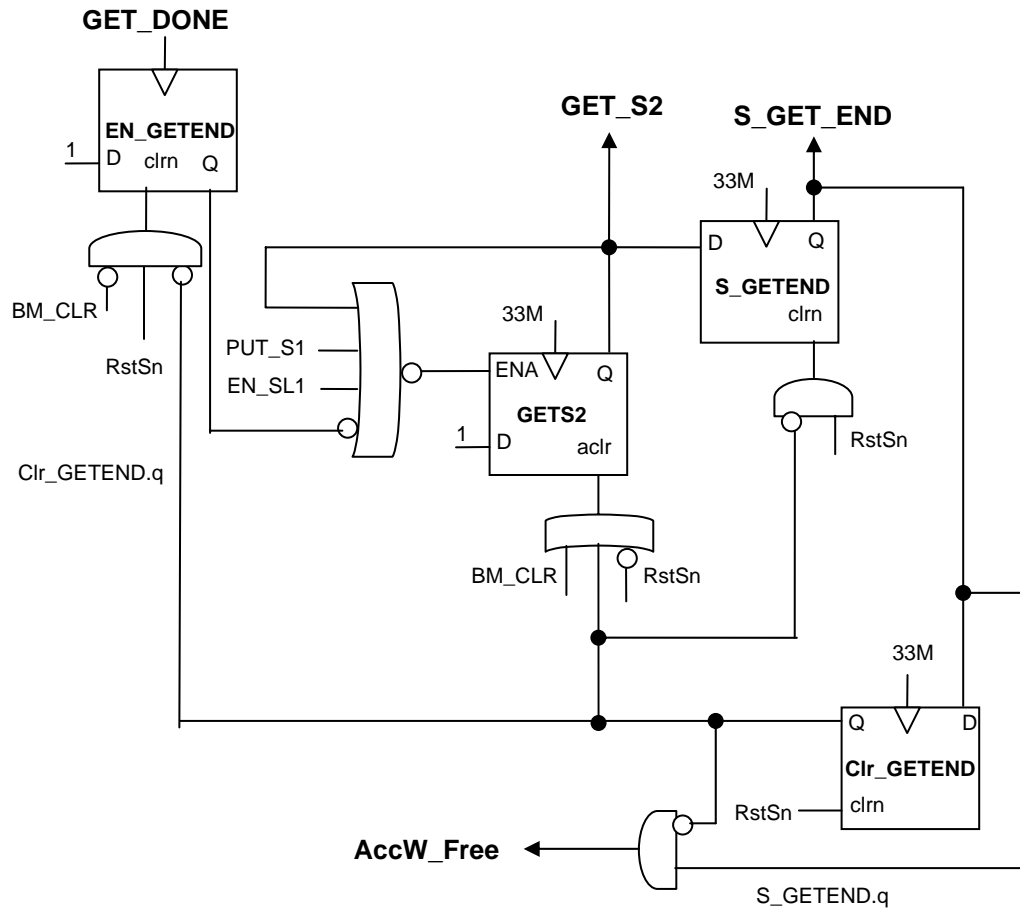 GET_DONE
EN_GETEND
1
D
clrn
Q
BM_CLR
RstSn
Clr_GETEND.q
GET_S2
S_GET_END
33M
D
Q
S_GETEND
clrn
RstSn
PUT_S1
EN_SL1
33M
ENA
Q
GETS2
1
D
aclr
BM_CLR
RstSn
33M
Q
D
Clr_GETEND
RstSn
clrn
AccW_Free
S_GETEND.q